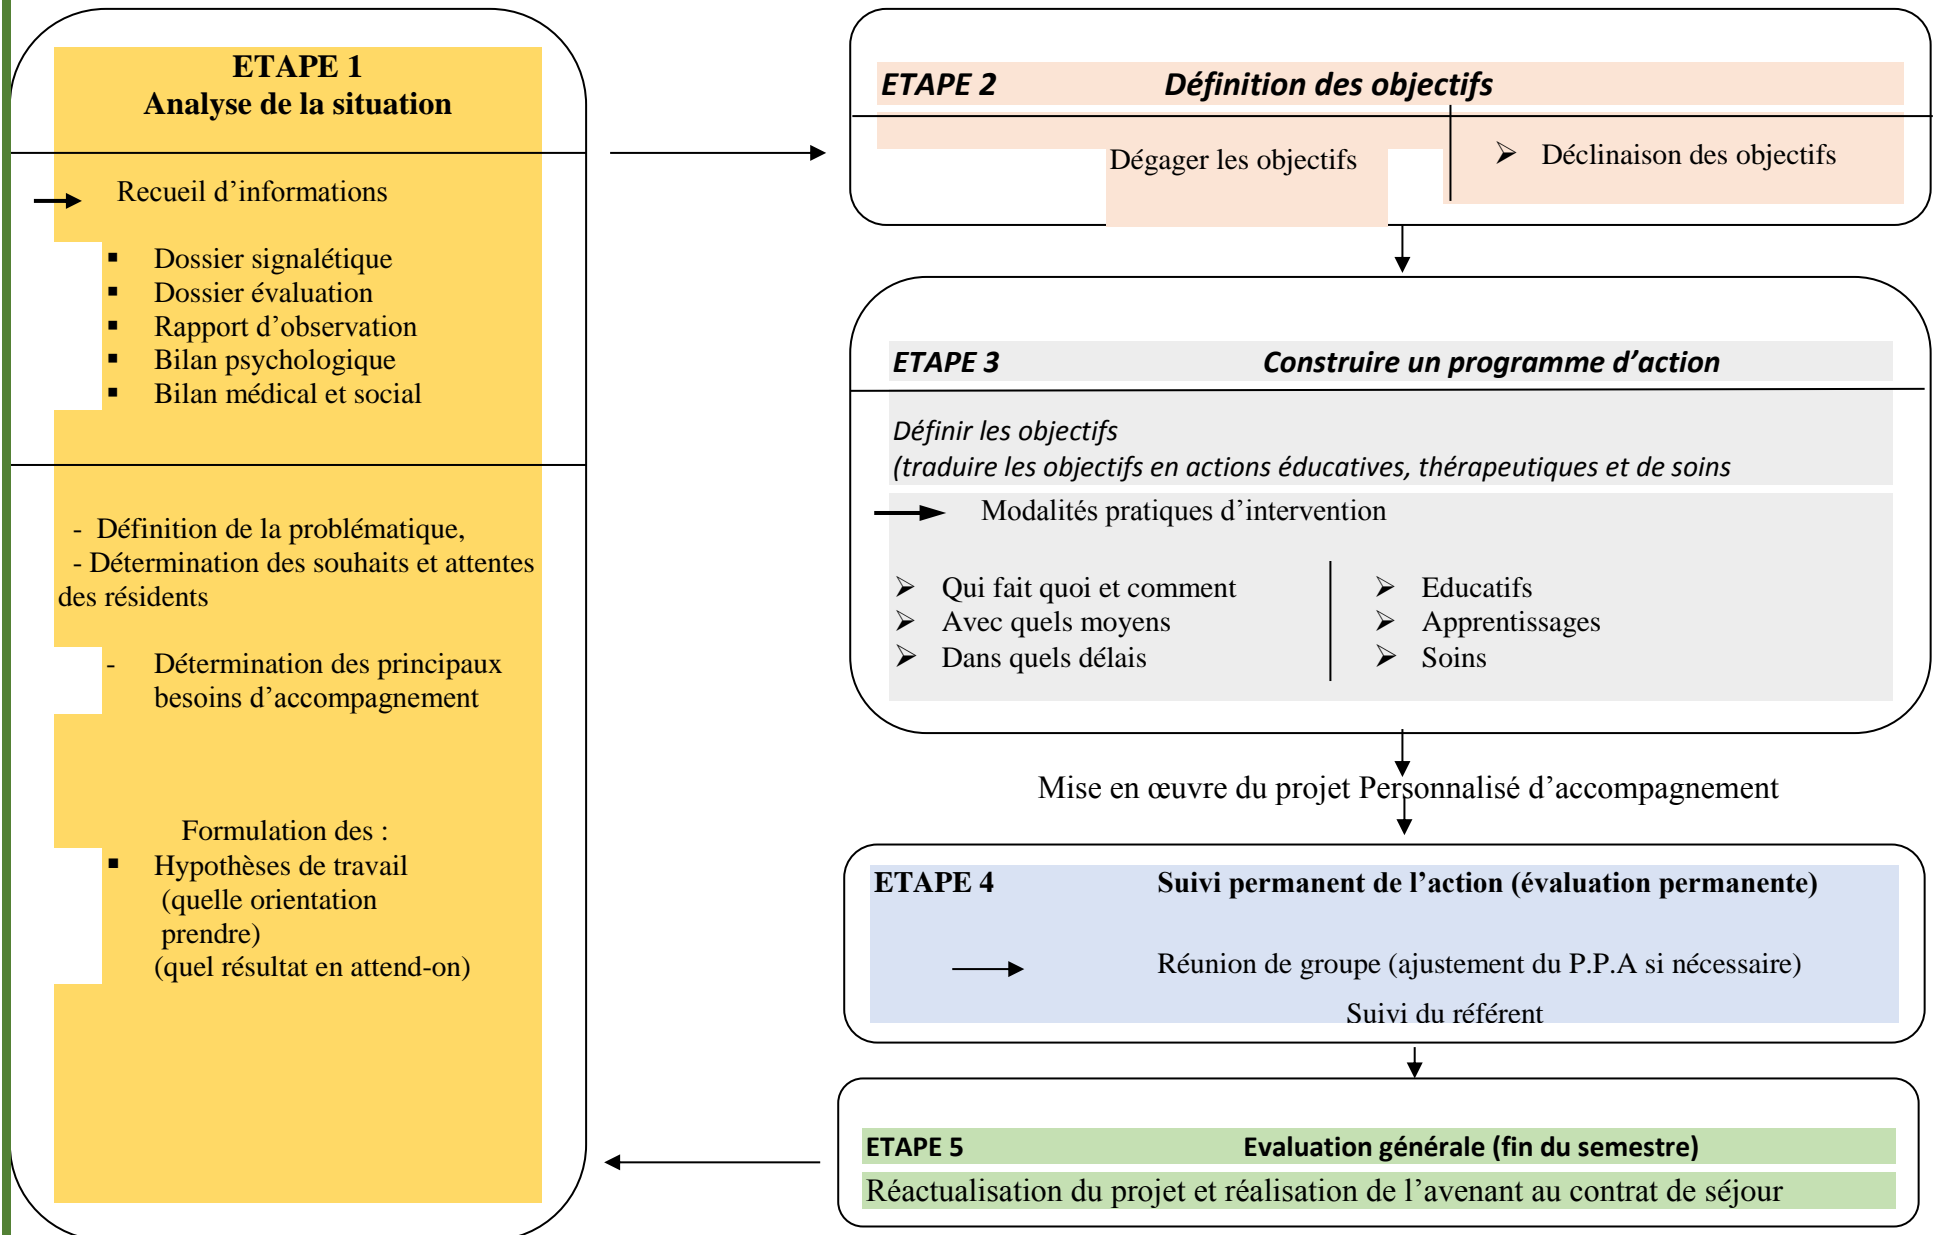 ETAPE 1
Analyse de la situation
Recueil d’informations
▪ Dossier signalétique
▪ Dossier évaluation
▪ Rapport d’observation
▪ Bilan psychologique
▪ Bilan médical et social
- Définition de la problématique,
- Détermination des souhaits et attentes
des résidents
- Détermination des principaux
besoins d’accompagnement
Formulation des :
▪ Hypothèses de travail
(quelle orientation
prendre)
(quel résultat en attend-on)
ETAPE 2 Définition des objectifs
Dégager les objectifs
➢ Déclinaison des objectifs
ETAPE 3 Construire un programme d’action
Définir les objectifs
(traduire les objectifs en actions éducatives, thérapeutiques et de soins
Modalités pratiques d’intervention
➢ Qui fait quoi et comment
➢ Avec quels moyens
➢ Dans quels délais
➢ Educatifs
➢ Apprentissages
➢ Soins
Mise en œuvre du projet Personnalisé d’accompagnement
ETAPE 4 Suivi permanent de l’action (évaluation permanente)
Réunion de groupe (ajustement du P.P.A si nécessaire)
Suivi du référent
ETAPE 5 Evaluation générale (fin du semestre)
Réactualisation du projet et réalisation de l’avenant au contrat de séjour